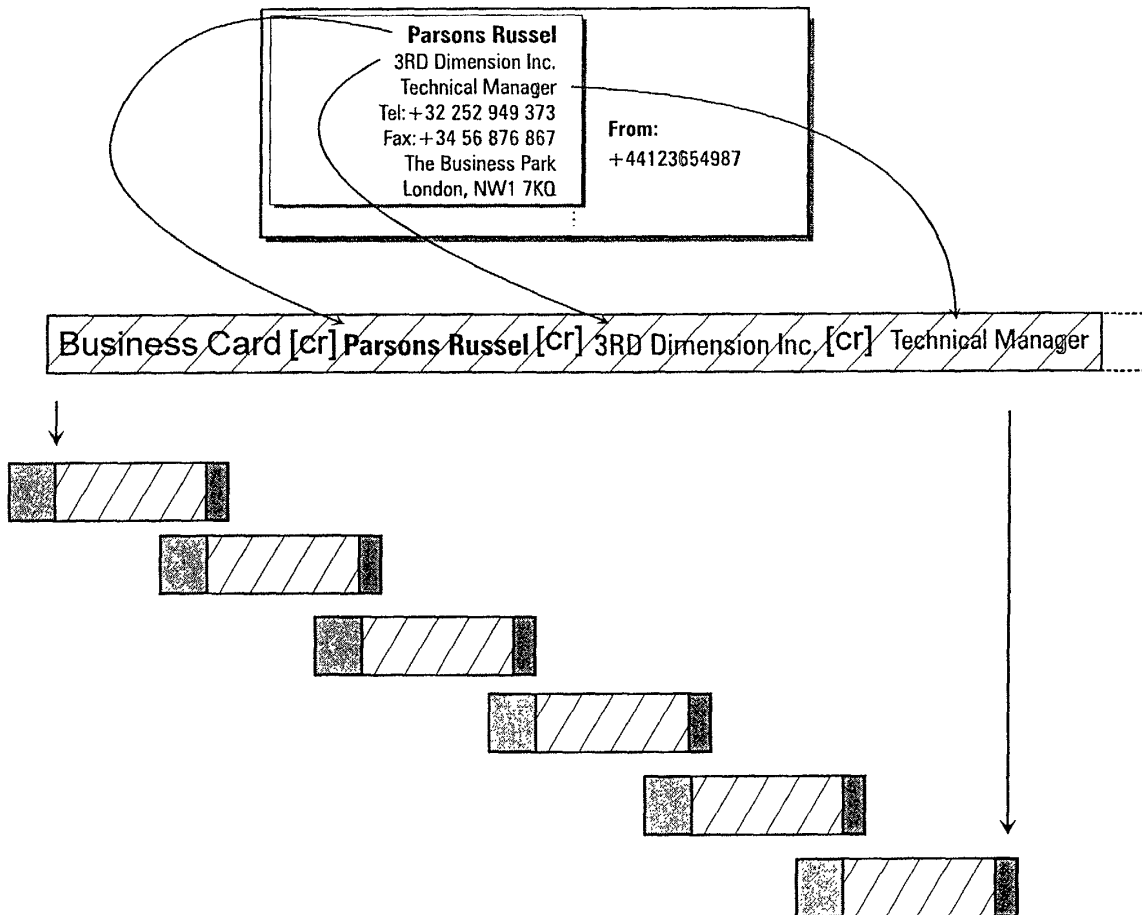 Parsons Russel
3RD Dimension Inc.
Technical Manager
Tel: +32 252 949 373
Fax: +34 56 876 867
The Business Park
London, NW1 7KQ
From:
+44123654987
Business Card [cr] Parsons Russel [cr] 3RD Dimension Inc. [cr] Technical Manager